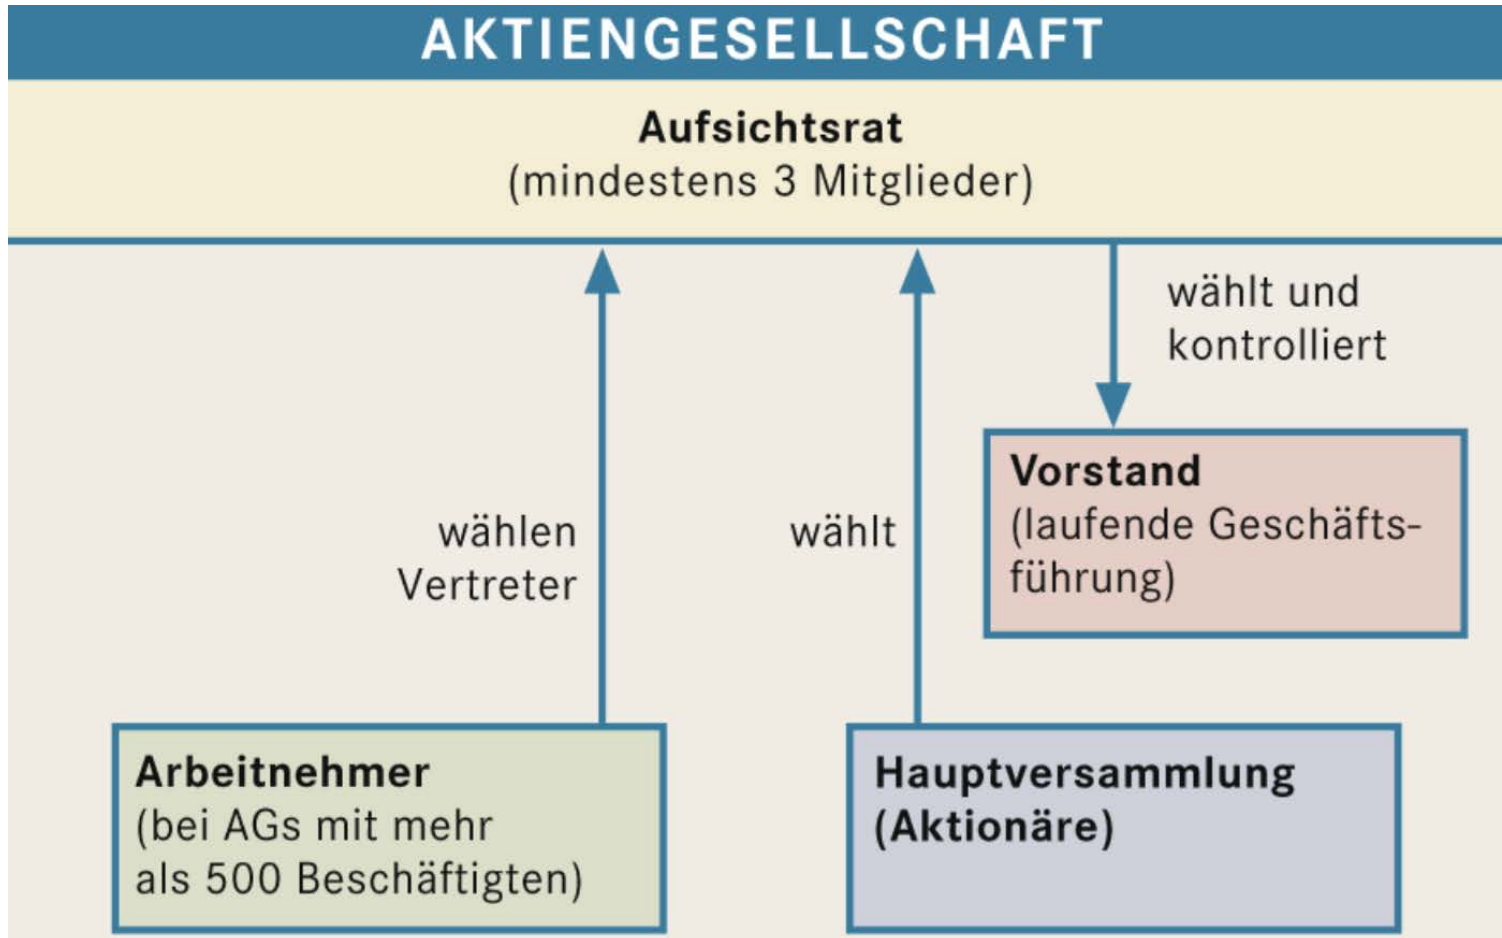 AKTIENGESELLSCHAFT
Aufsichtsrat
(mindestens 3 Mitglieder)
wählt und
kontrolliert
Vorstand
(laufende Geschäfts-
führung)
wählen
Vertreter
wählt
Arbeitnehmer
(bei AGs mit mehr
als 500 Beschäftigten)
Hauptversammlung
(Aktionäre)